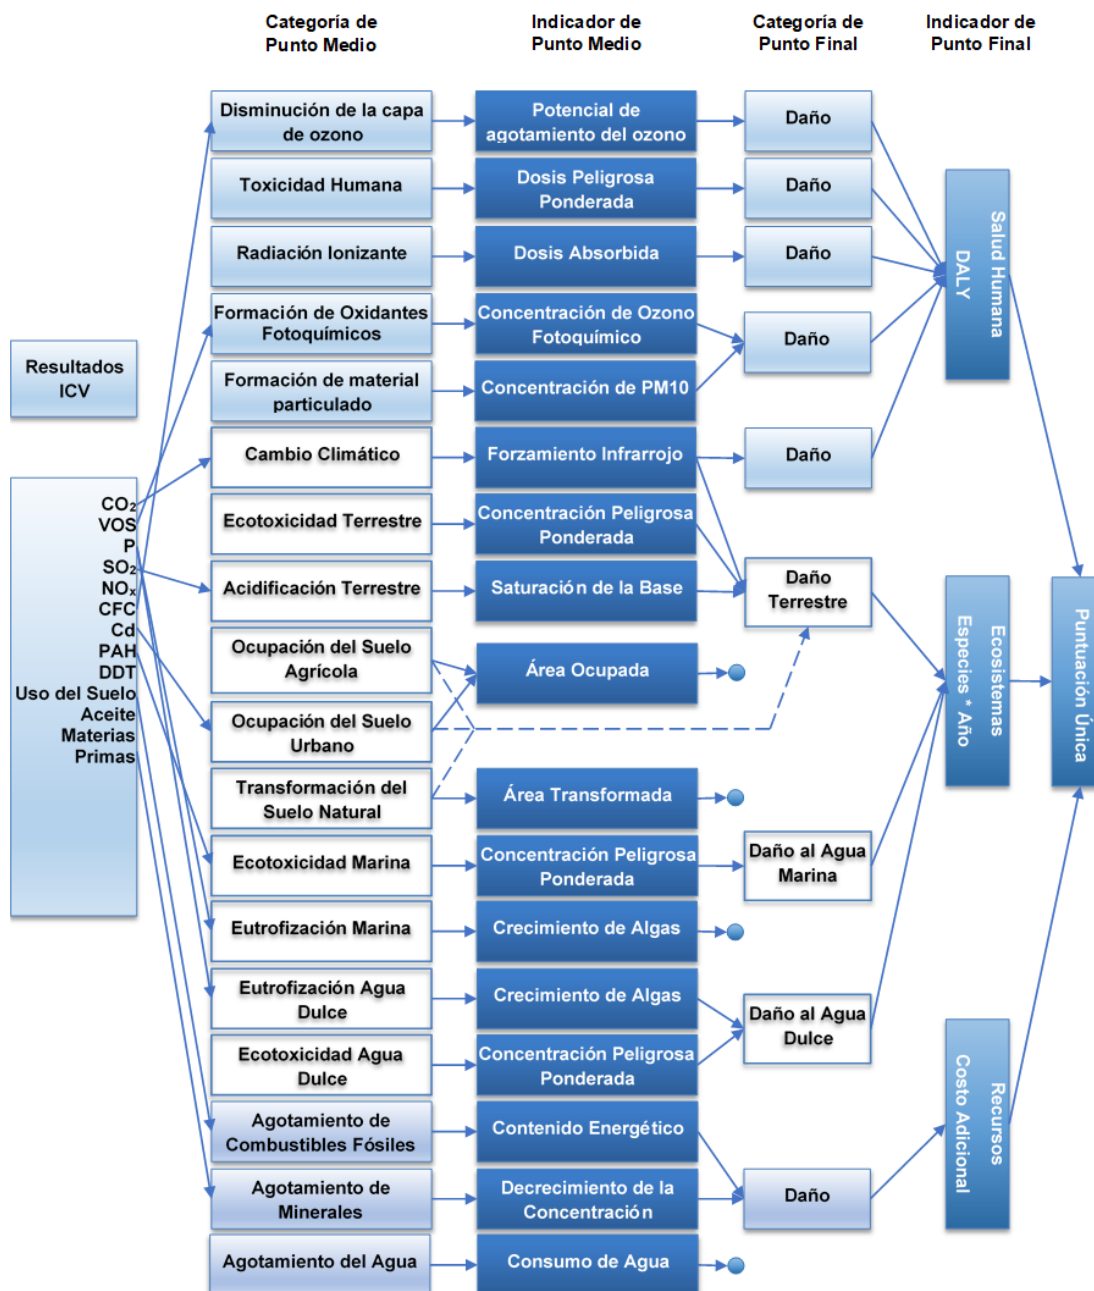 Categoría de
Punto Medio
Indicador de
Punto Medio
Categoría de
Punto Final
Indicador de
Punto Final
Disminución de la capa
de ozono
Potencial de
agotamiento del ozono
Daño
Toxicidad Humana
Dosis Peligrosa
Ponderada
Daño
Radiación Ionizante
Dosis Absorbida
Daño
Formación de Oxidantes
Fotoquímicos
Concentración de Ozono
Fotoquímico
Daño
Formación de material
particulado
Concentración de PM10
Salud Humana
DALY
Resultados
ICV
Cambio Climático
Forzamiento Infrarrojo
Daño
CO₂
VOS
P
SO₂
NOₓ
CFC
Cd
PAH
DDT
Uso del Suelo
Aceite
Materias
Primas
Ecotoxicidad Terrestre
Concentración Peligrosa
Ponderada
Acidificación Terrestre
Saturación de la Base
Daño
Terrestre
Ocupación del Suelo
Agrícola
Área Ocupada
Ocupación del Suelo
Urbano
Ecosistemas
Especies * Año
Puntuación Única
Transformación del
Suelo Natural
Área Transformada
Ecotoxicidad Marina
Concentración Peligrosa
Ponderada
Daño al Agua
Marina
Eutrofización Marina
Crecimiento de Algas
Eutrofización Agua
Dulce
Crecimiento de Algas
Daño al Agua
Dulce
Ecotoxicidad Agua
Dulce
Concentración Peligrosa
Ponderada
Agotamiento de
Combustibles Fósiles
Contenido Energético
Recursos
Costo Adicional
Agotamiento de
Minerales
Decrecimiento de la
Concentración
Daño
Agotamiento del Agua
Consumo de Agua